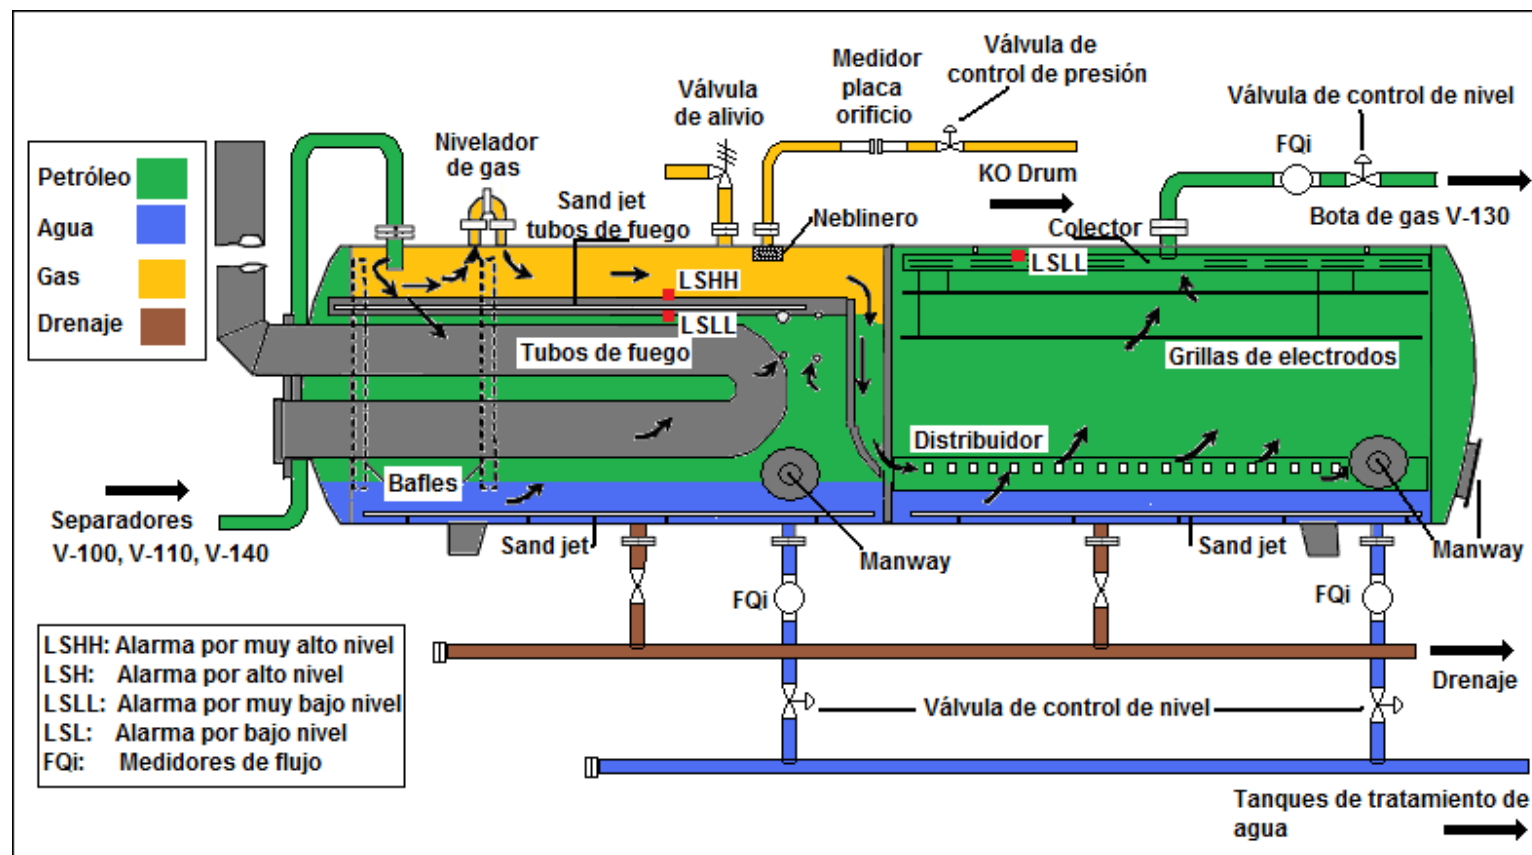 Válvula de
control de presión
Medidor
placa
orificio
Válvula
de alivio
Válvula de control de nivel
FQi
Nivelador
de gas
Petróleo
Agua
Gas
Drenaje
Sand jet
tubos de fuego
KO Drum
Neblinero
Colector
Bota de gas V-130
LSLL
LSHH
LSLL
Tubos de fuego
Grillas de electrodos
Distribuidor
Bafles
Separadores
V-100, V-110, V-140
Sand jet
Manway
Sand jet
Manway
FQi
FQi
LSHH: Alarma por muy alto nivel
LSH: Alarma por alto nivel
LSLL: Alarma por muy bajo nivel
LSL: Alarma por bajo nivel
FQi: Medidores de flujo
Drenaje
Válvula de control de nivel
Tanques de tratamiento de
agua